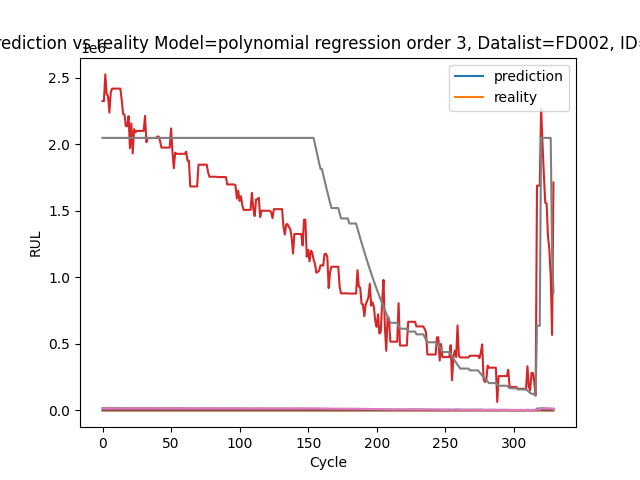 rediction vs reality Model=polynomial regression order 3, Datalist=FD002, ID=
1e6
prediction
reality
2.5
2.0
1.5
1.0
0.5
0.0
RUL
0 50 100 150 200 250 300
Cycle